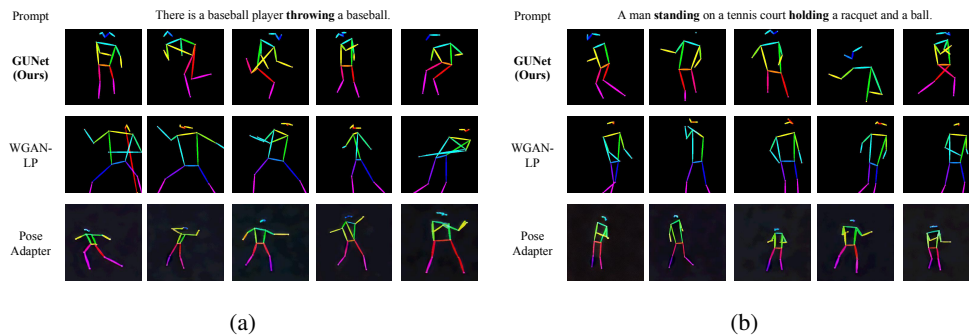 Prompt There is a baseball player throwing a baseball.
GUNet
(Ours)
WGAN-
LP
Pose
Adapter
(a)
Prompt A man standing on a tennis court holding a racquet and a ball.
GUNet
(Ours)
WGAN-
LP
Pose
Adapter
(b)